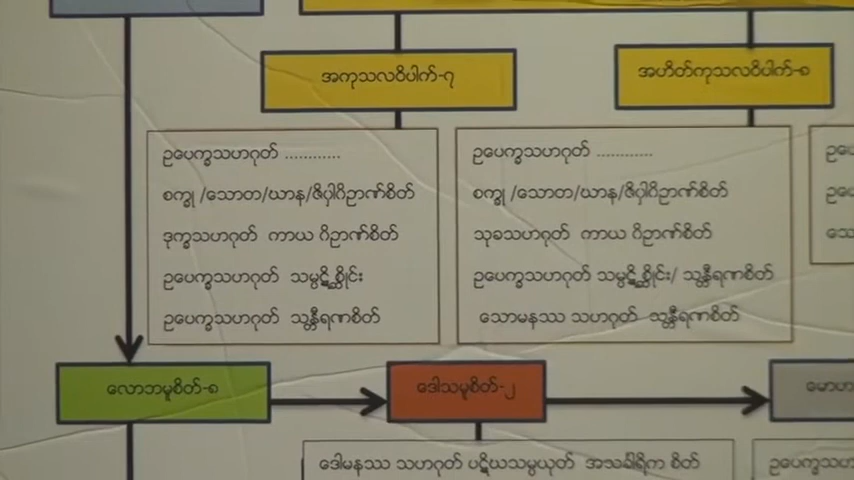 အကုသလဝိပါက်-၇
အဟိတ်ကုသလဝိပါက်-၈
ဥပေက္ခသဟဂုတ် ............
စက္ခု /သောတ/ဃာန/ဇိဝှါဝိညာဏ်စိတ်
ဒုက္ခသဟဂုတ် ကာယ ဝိညာဏ်စိတ်
ဥပေက္ခသဟဂုတ် သမ္ပဋိစ္ဆိုင်း
ဥပေက္ခသဟဂုတ် သန္တီရဏစိတ်
ဥပေက္ခသဟဂုတ် ............
စက္ခု /သောတ/ဃာန/ဇိဝှါဝိညာဏ်စိတ်
သုခသဟဂုတ် ကာယ ဝိညာဏ်စိတ်
ဥပေက္ခသဟဂုတ် သမ္ပဋိစ္ဆိုင်း/ သန္တီရဏစိတ်
သောမနဿ သဟဂုတ် သန္တီရဏစိတ်
လောဘမူစိတ်-၈
ဒေါသမူစိတ်-၂
ဒေါမနဿ သဟဂုတ် ပဋိဃသမ္ပယုတ် အသင်္ခါရိက စိတ်